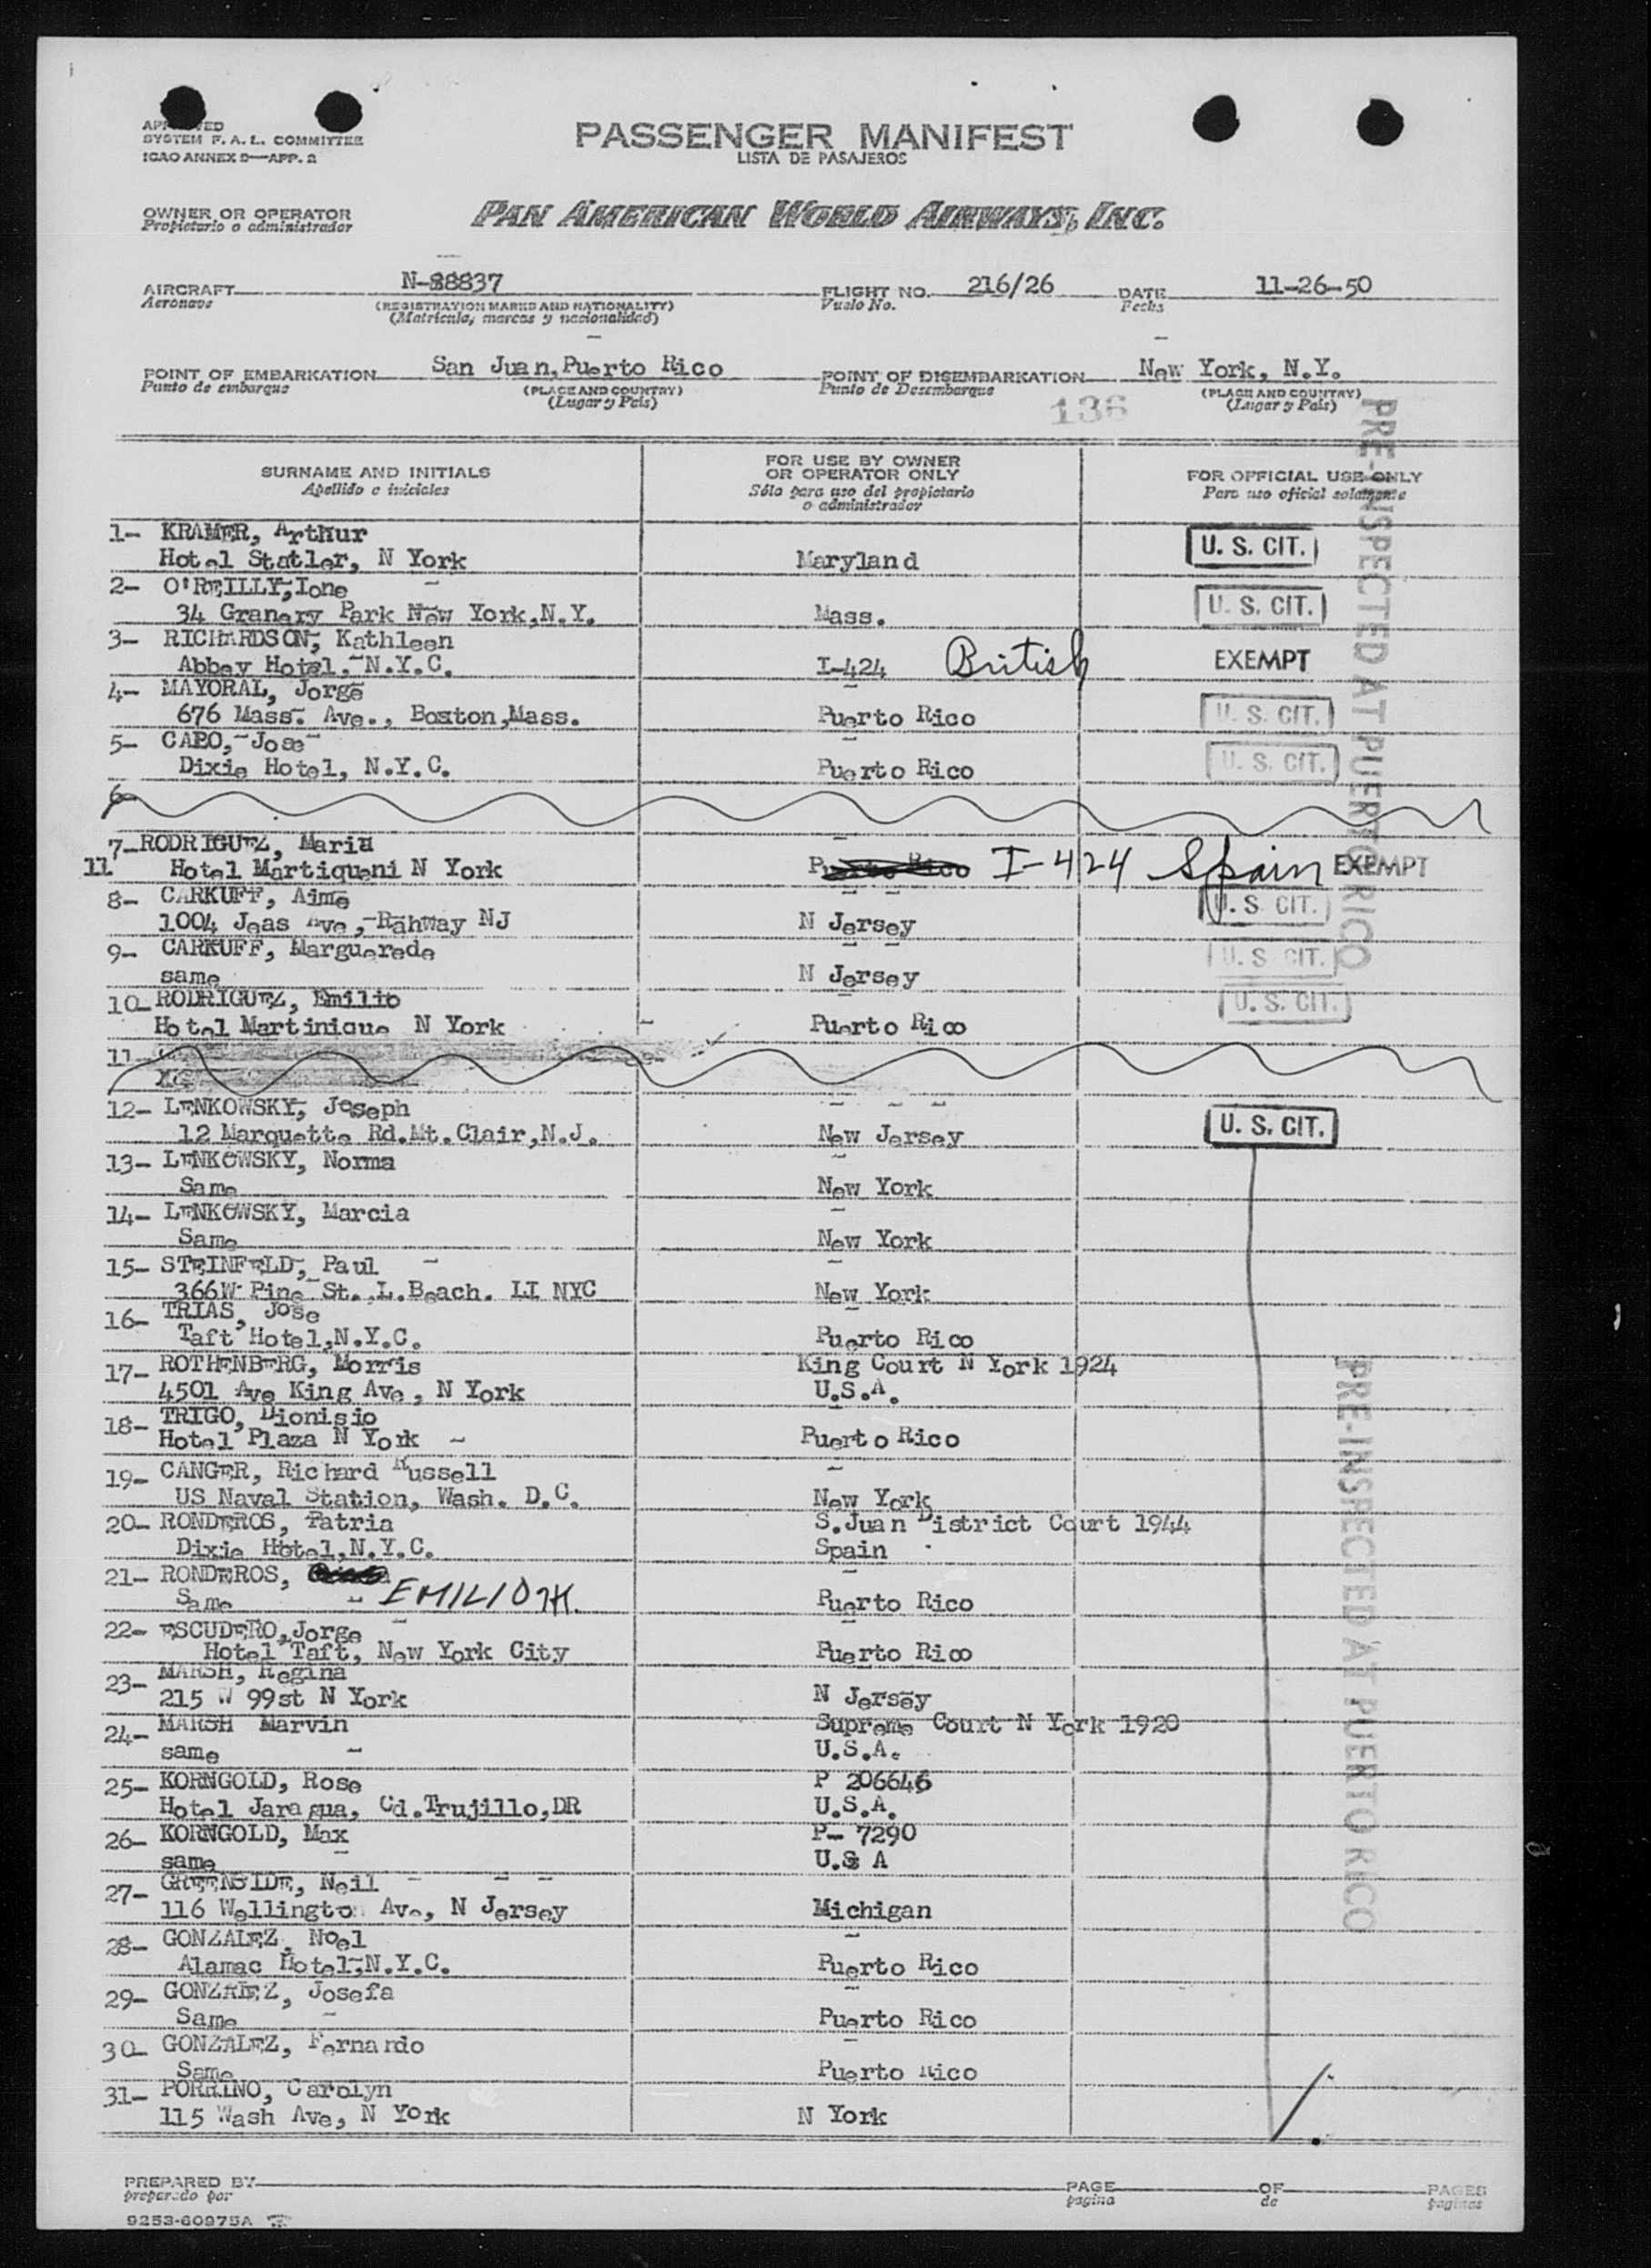 APPROVED
SYSTEM F. A. L. COMMITTEE
ICAO ANNEX 9—APP. 2
PASSENGER MANIFEST
LISTA DE PASAJEROS
OWNER OR OPERATOR
Propietario o administrador
PAN AMERICAN WORLD AIRWAYS, INC.
AIRCRAFT N-88837 FLIGHT NO. 216/26 DATE 11-26-50
Aeronave (REGISTRATION MARKS AND NATIONALITY) Vuelo No. Fecha
(Matricula, marcas y nacionalidad)
POINT OF EMBARKATION San Juan, Puerto Rico POINT OF DISEMBARKATION New York, N.Y.
Punto de embarque (PLACE AND COUNTRY) Punto de Desembarque (PLACE AND COUNTRY)
(Lugar y Pais) (Lugar y Pais)
136
SURNAME AND INITIALS FOR USE BY OWNER OR OPERATOR ONLY FOR OFFICIAL USE ONLY
Apellido e iniciales Sólo para uso del propietario o administrador Para uso oficial solamente
PRE-INSPECTED AT PUERTO RICO
1- KRAMER, Arthur U. S. CIT.
Hotel Statler, N York Maryland
2- O'REILLY, Ione U. S. CIT.
34 Granery Park New York,N.Y. Mass.
3- RICHARDSON, Kathleen
Abbey Hotel, N.Y.C. I-424 British EXEMPT
4- MAYORAL, Jorge
676 Mass. Ave., Boston,Mass. Puerto Rico U. S. CIT.
5- CABO, Jose
Dixie Hotel, N.Y.C. Puerto Rico U. S. CIT.
6-
7- RODRIGUEZ, Maria
11 Hotel Martiqueni N York Puerto Rico I-424 Spain EXEMPT
8- CARKUFF, Aime U. S. CIT.
1004 Jeas Ave, Rahway NJ N Jersey
9- CARKUFF, Marguerede U. S. CIT.
same N Jersey
10- RODRIGUEZ, Emilio U. S. CIT.
Hotel Martinique N York Puerto Rico
11-
12- LENKOWSKY, Joseph
12 Marquette Rd.Mt.Clair,N.J. New Jersey U. S. CIT.
13- LENKOWSKY, Norma
Same New York
14- LENKOWSKY, Marcia
Same New York
15- STEINFELD, Paul
366W Pine St. L.Beach. LI NYC New York
16- TRIAS, Jose
Taft Hotel,N.Y.C. Puerto Rico
17- ROTHENBERG, Morris King Court N York 1924
4501 Ave King Ave, N York U.S.A.
18- TRIGO, Dionisio
Hotel Plaza N York Puerto Rico
19- CANGER, Richard Russell
US Naval Station, Wash. D.C. New York
20- RONDEROS, Patria S.Juan District Court 1944
Dixie Hotel,N.Y.C. Spain
21- RONDEROS,
Same EMILIO JR. Puerto Rico
22- ESCUDERO,Jorge
Hotel Taft, New York City Puerto Rico
23- MARSH, Regina
215 W 99st N York N Jersey
24- MARSH Marvin Supreme Court N York 1920
same U.S.A.
25- KORNGOLD, Rose P 206646
Hotel Jaragua, Cd.Trujillo,DR U.S.A.
26- KORNGOLD, Max P- 7290
same U.S A
27- GREENSIDE, Neil
116 Wellington Ave, N Jersey Michigan
28- GONZALEZ, Noel
Alamac Hotel,N.Y.C. Puerto Rico
29- GONZALEZ, Josefa
Same Puerto Rico
30- GONZALEZ, Fernando
Same Puerto Rico
31- PORRINO, Carolyn
115 Wash Ave, N York N York
PRE-INSPECTED AT PUERTO RICO
PREPARED BY PAGE OF PAGES
preparado por pagina de paginas
9253-60975A